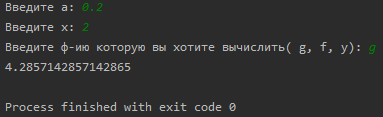 Введите a: 0.2
Введите x: 2
Введите ф-ию которую вы хотите вычислить( g, f, y): g
4.2857142857142865
Process finished with exit code 0